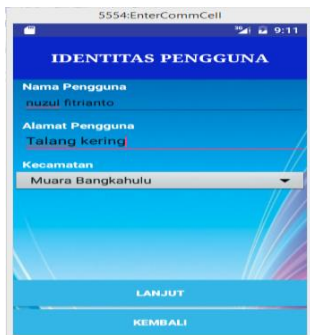 5554:EnterCommCell
3G 9:11
IDENTITAS PENGGUNA
Nama Pengguna
nuzul fitrianto
Alamat Pengguna
Talang kering
Kecamatan
Muara Bangkahulu
LANJUT
KEMBALI